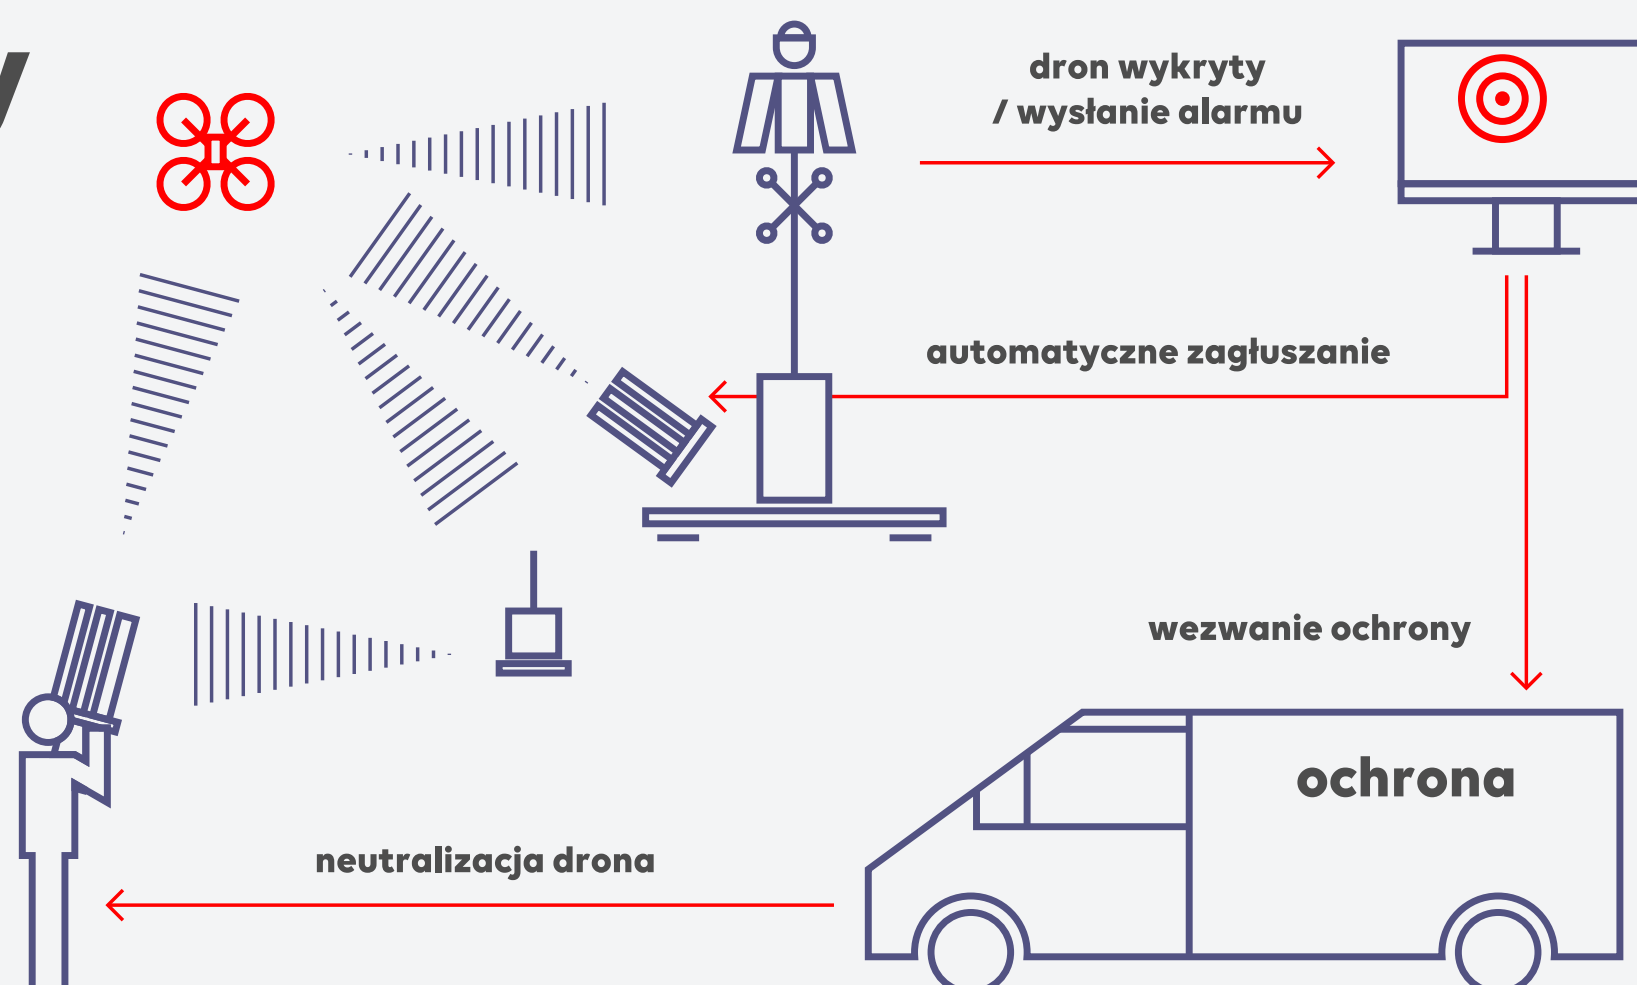 dron wykryty
/ wysłanie alarmu
automatyczne zagłuszanie
wezwanie ochrony
ochrona
neutralizacja drona